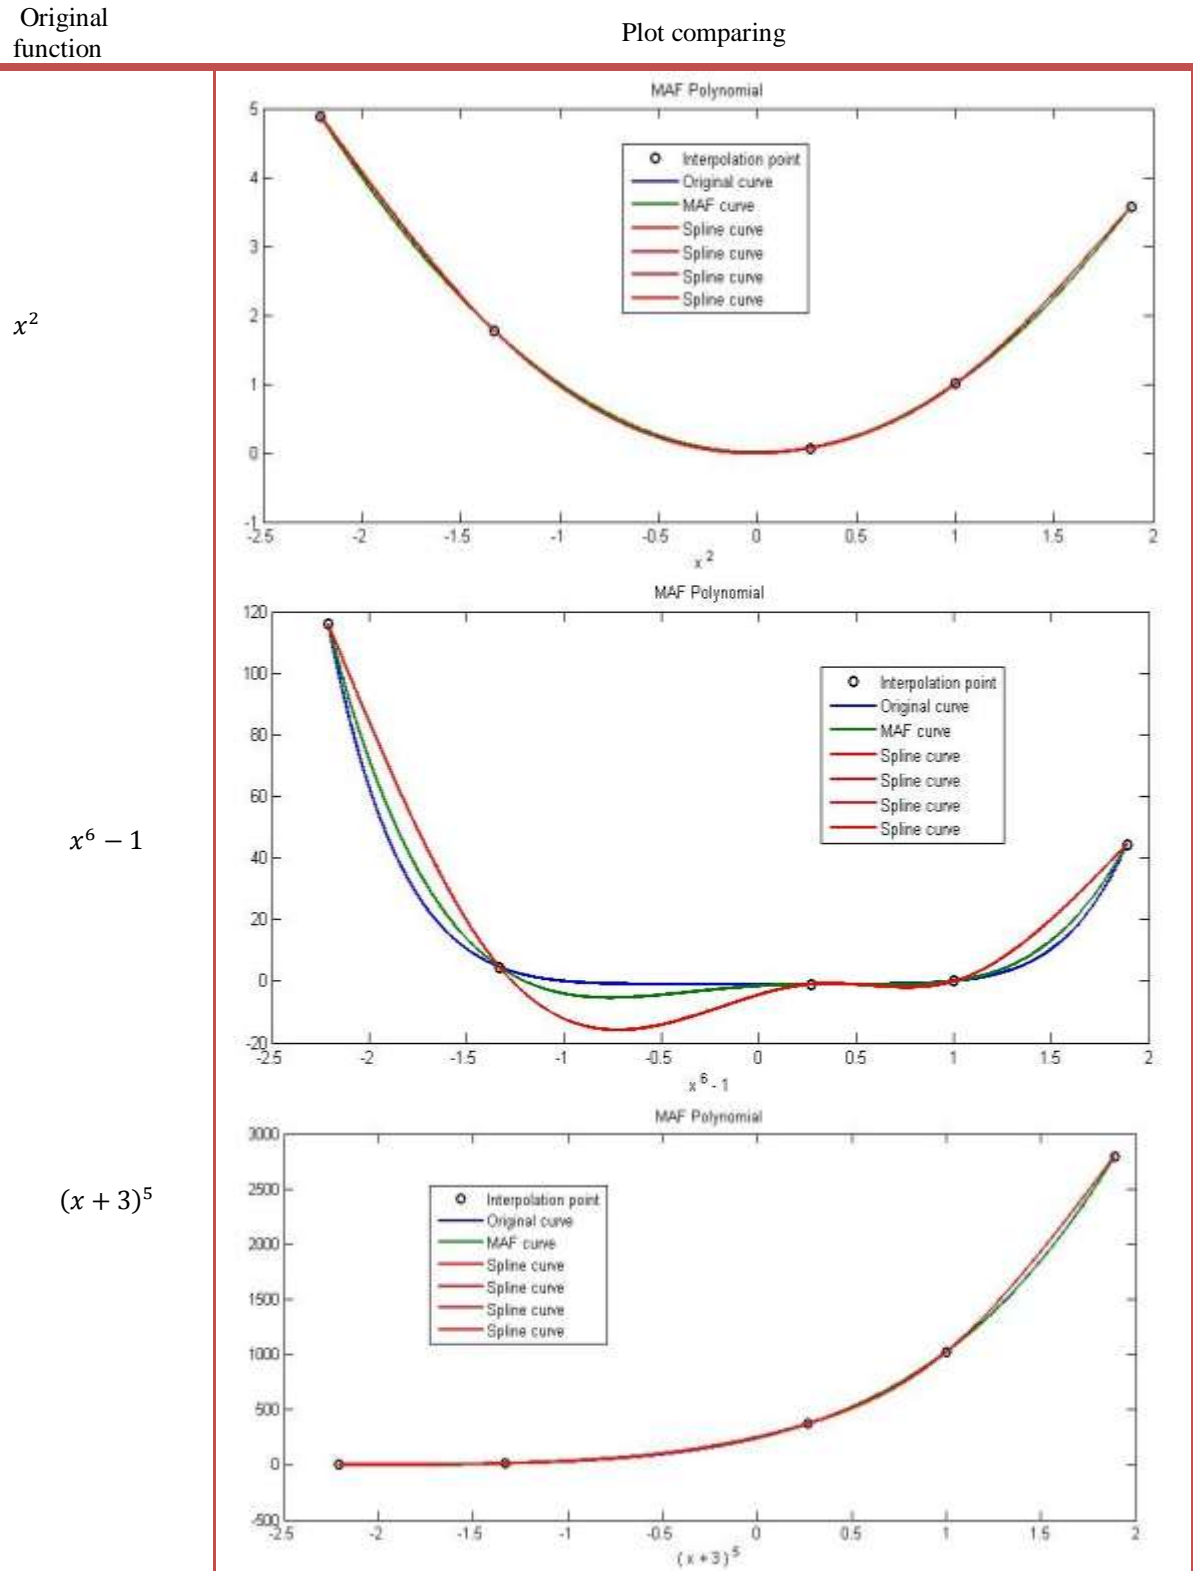 Original
function
Plot comparing
x²
MAF Polynomial
5
4
3
2
1
0
-1
Interpolation point
Original curve
MAF curve
Spline curve
Spline curve
Spline curve
Spline curve
-2.5 -2 -1.5 -1 -0.5 0 0.5 1 1.5 2
x²
x⁶ − 1
MAF Polynomial
120
100
80
60
40
20
0
-20
Interpolation point
Original curve
MAF curve
Spline curve
Spline curve
Spline curve
Spline curve
-2.5 -2 -1.5 -1 -0.5 0 0.5 1 1.5 2
x⁶ - 1
(x + 3)⁵
MAF Polynomial
3000
2500
2000
1500
1000
500
0
-500
Interpolation point
Original curve
MAF curve
Spline curve
Spline curve
Spline curve
Spline curve
-2.5 -2 -1.5 -1 -0.5 0 0.5 1 1.5 2
(x + 3)⁵